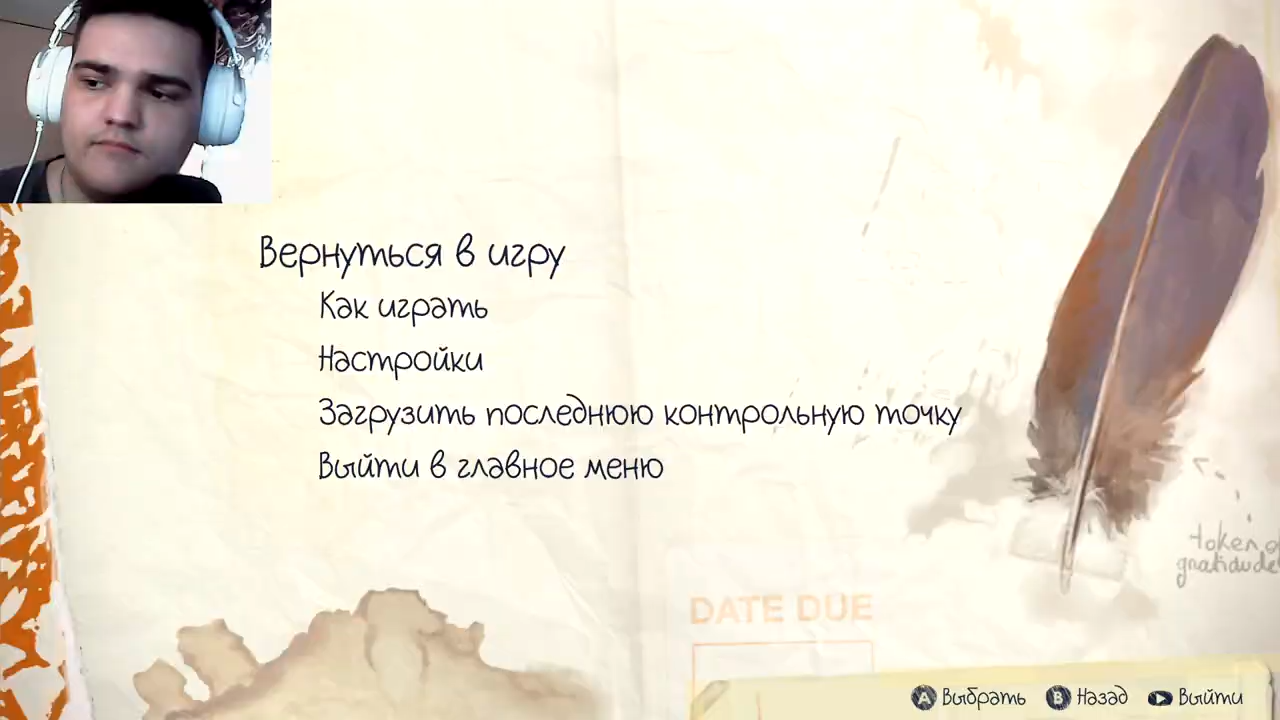 Вернуться в игру
Как играть
Настройки
Загрузить последнюю контрольную точку
Выйти в главное меню
token of
gratidude
DATE DUE
A Выбрать B Назад Выйти